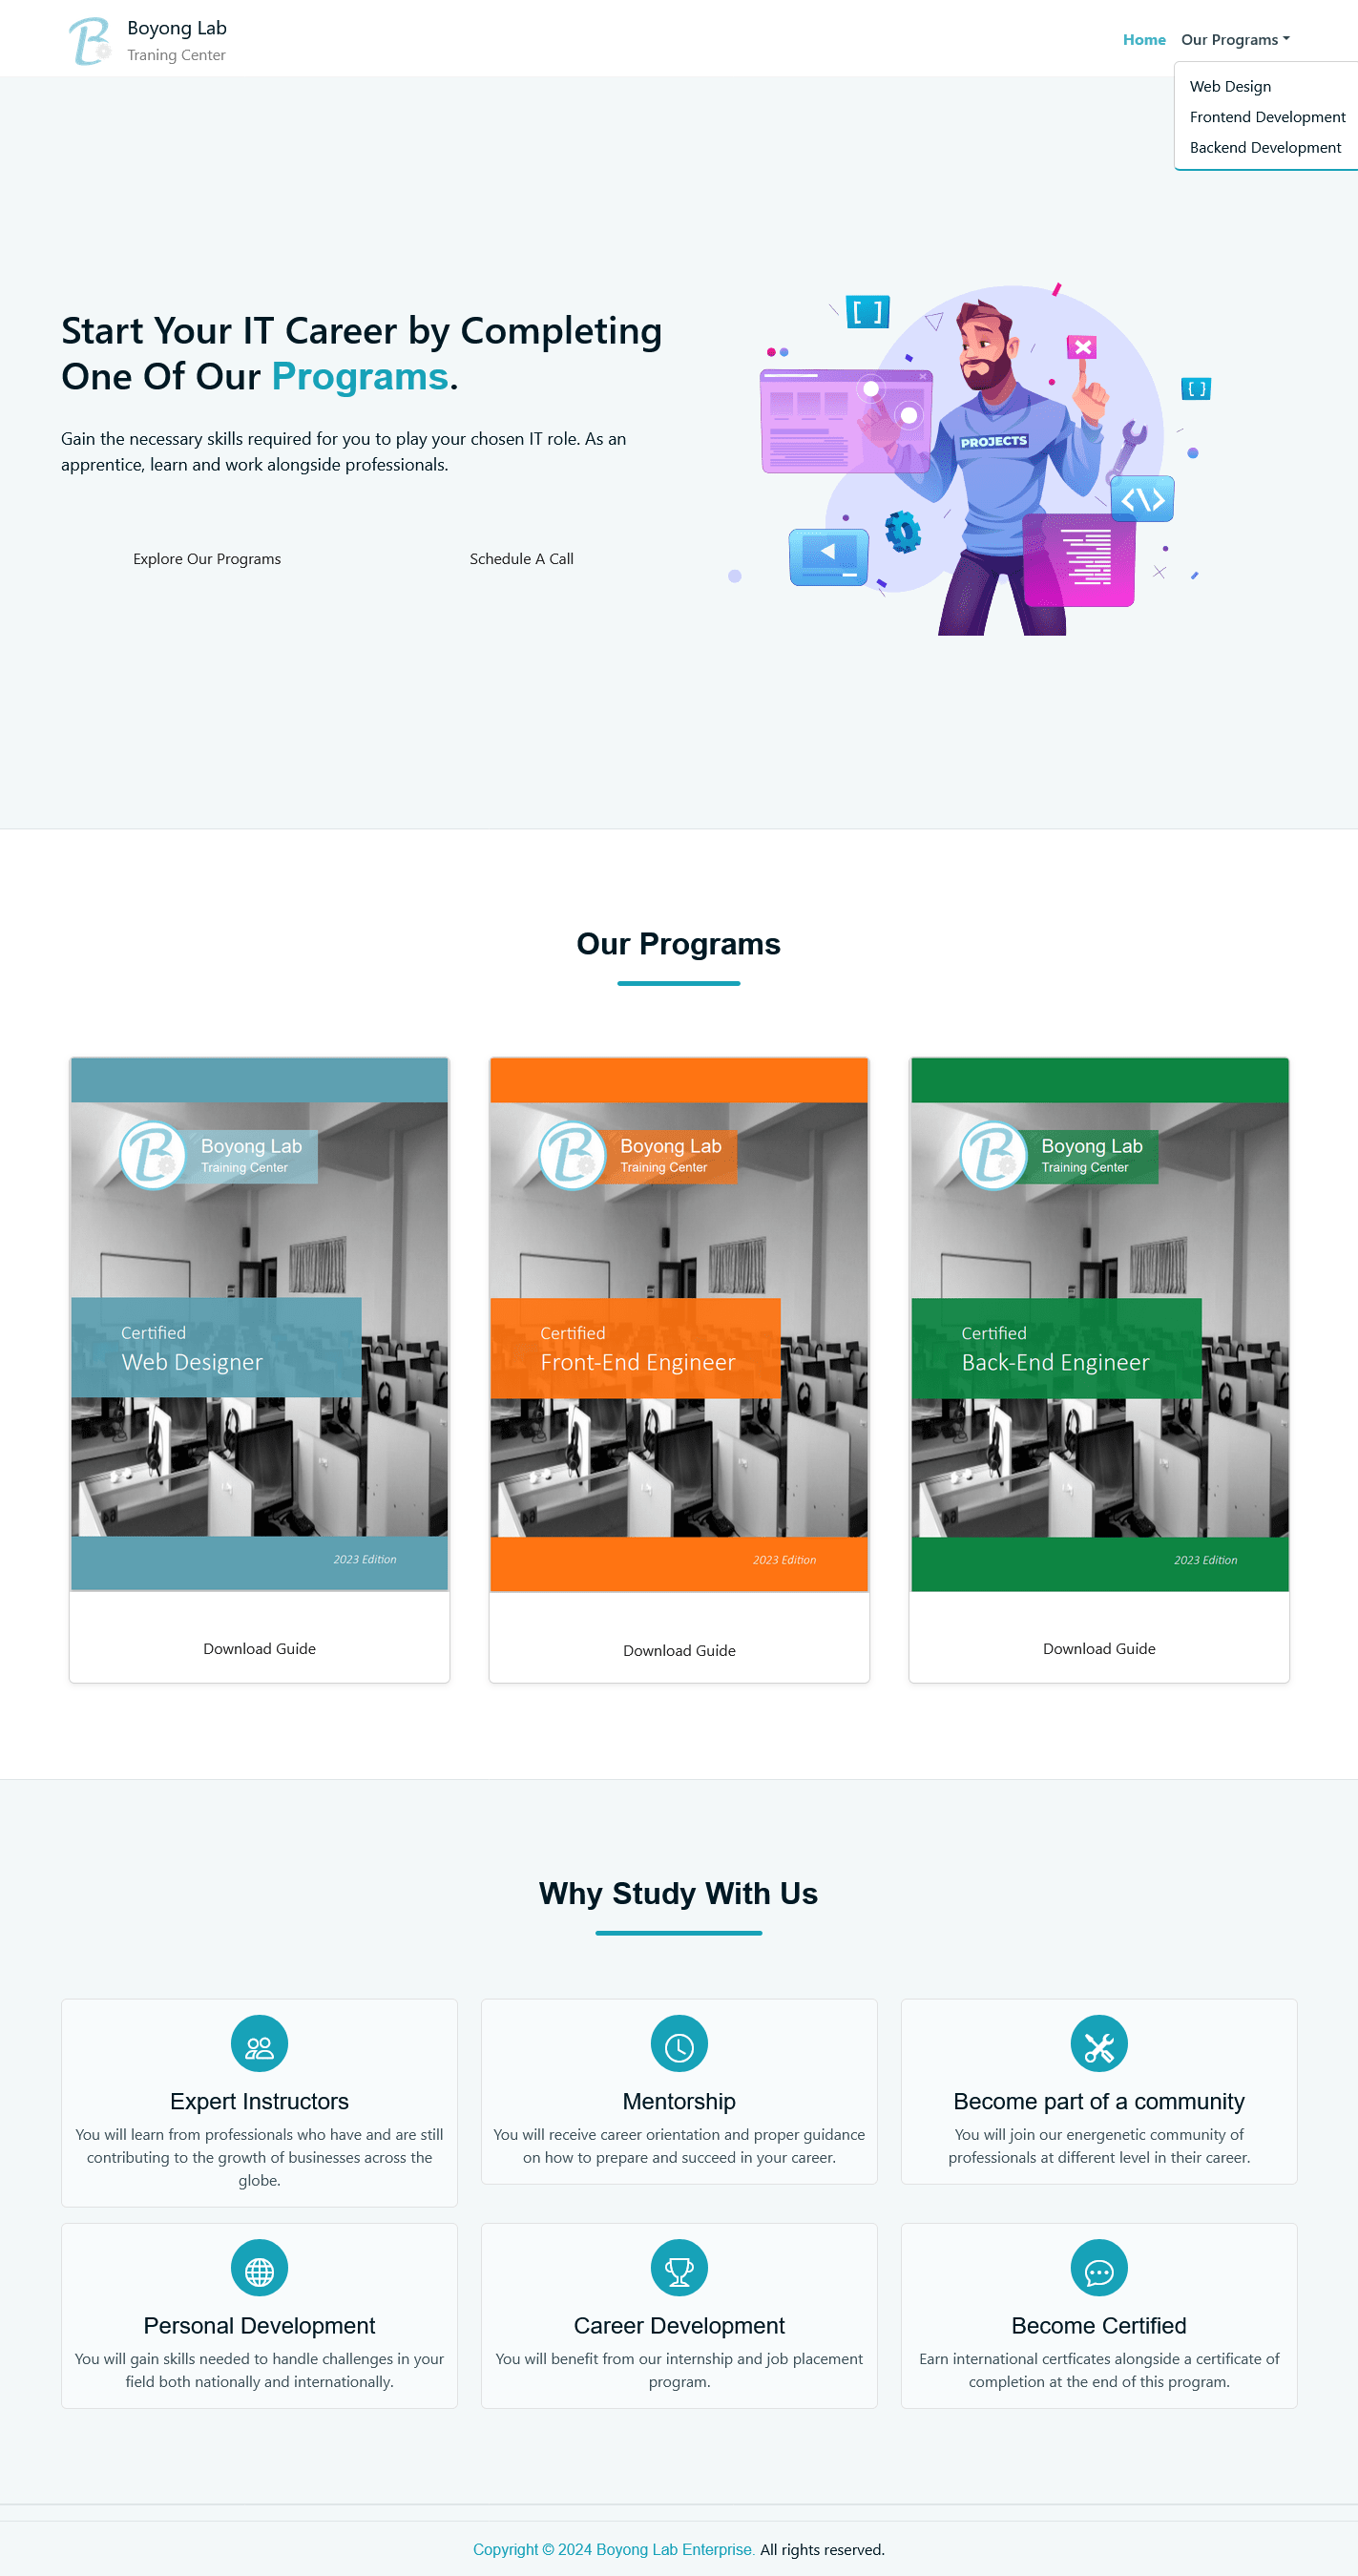 Boyong Lab
Traning Center
Home
Our Programs
Web Design
Frontend Development
Backend Development
Start Your IT Career by Completing
One Of Our Programs.
Gain the necessary skills required for you to play your chosen IT role. As an
apprentice, learn and work alongside professionals.
Explore Our Programs
Schedule A Call
[ ]
PROJECTS
{ }
<\>
Our Programs
Boyong Lab
Training Center
Certified
Web Designer
2023 Edition
Download Guide
Boyong Lab
Training Center
Certified
Front-End Engineer
2023 Edition
Download Guide
Boyong Lab
Training Center
Certified
Back-End Engineer
2023 Edition
Download Guide
Why Study With Us
Expert Instructors
You will learn from professionals who have and are still
contributing to the growth of businesses across the
globe.
Mentorship
You will receive career orientation and proper guidance
on how to prepare and succeed in your career.
Become part of a community
You will join our energenetic community of
professionals at different level in their career.
Personal Development
You will gain skills needed to handle challenges in your
field both nationally and internationally.
Career Development
You will benefit from our internship and job placement
program.
Become Certified
Earn international certficates alongside a certificate of
completion at the end of this program.
Copyright © 2024 Boyong Lab Enterprise. All rights reserved.